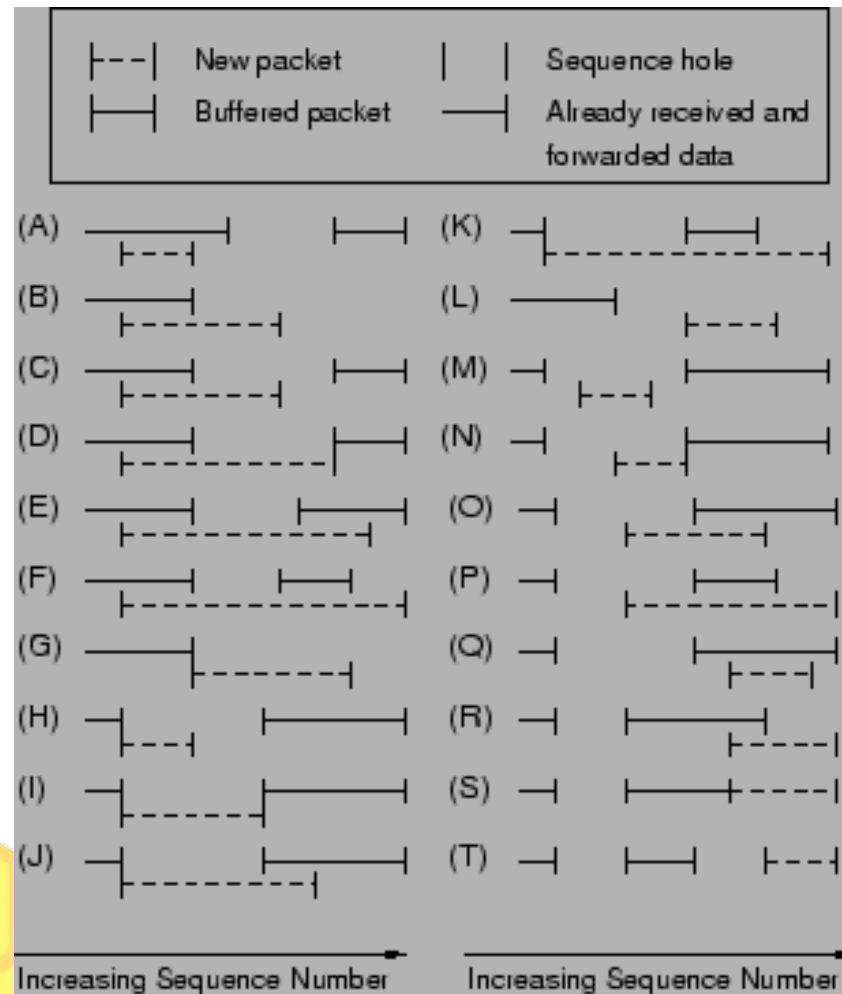 New packet
Sequence hole
Buffered packet
Already received and
forwarded data
(A)
(B)
(C)
(D)
(E)
(F)
(G)
(H)
(I)
(J)
(K)
(L)
(M)
(N)
(O)
(P)
(Q)
(R)
(S)
(T)
Increasing Sequence Number
Increasing Sequence Number